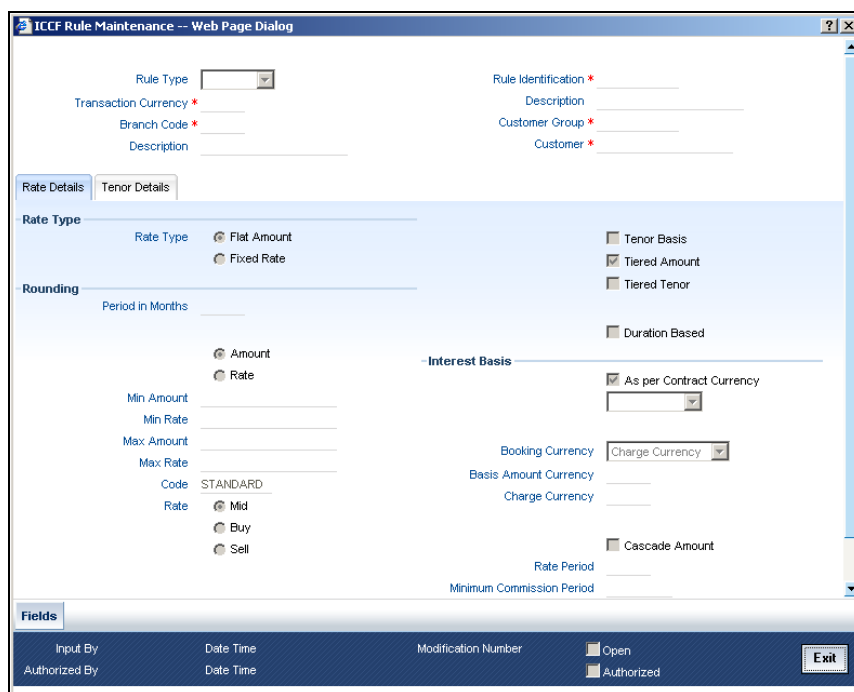 ICCF Rule Maintenance -- Web Page Dialog
? X
Rule Type
Transaction Currency *
Branch Code *
Description
Rule Identification *
Description
Customer Group *
Customer *
Rate Details Tenor Details
Rate Type
Rate Type Flat Amount
Fixed Rate
Tenor Basis
Tiered Amount
Tiered Tenor
Rounding
Period in Months
Duration Based
Amount
Rate
Min Amount
Min Rate
Max Amount
Max Rate
Code STANDARD
Rate Mid
Buy
Sell
Interest Basis
As per Contract Currency
Booking Currency Charge Currency
Basis Amount Currency
Charge Currency
Cascade Amount
Rate Period
Minimum Commission Period
Fields
Input By Date Time Modification Number Open
Authorized By Date Time Authorized
Exit